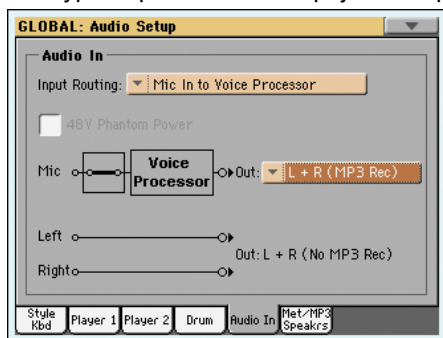 GLOBAL: Audio Setup
Audio In
Input Routing: Mic In to Voice Processor
48V Phantom Power
Mic Voice Processor Out: L + R (MP3 Rec)
Left
Out: L + R (No MP3 Rec)
Right
Style Kbd Player 1 Player 2 Drum Audio In Met/MP3 Speakrs